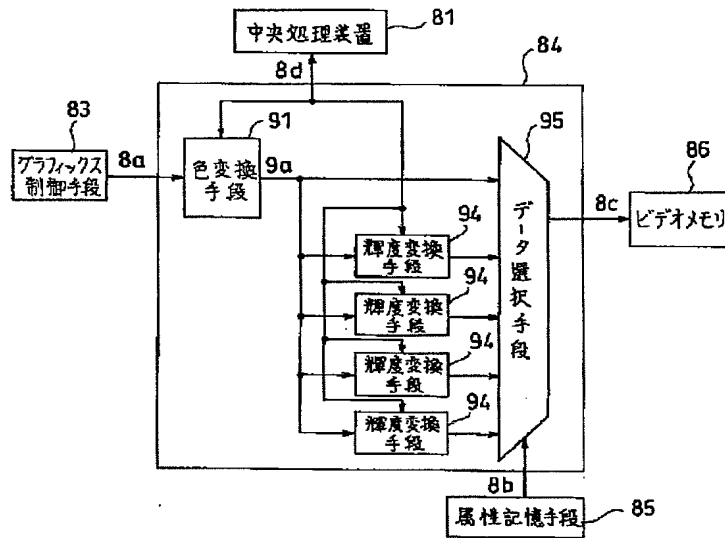 中央処理装置
81
8d
84
83
91
95
グラフィックス
制御手段
8a
色変換
手段
9a
データ選択手段
8c
86
ビデオメモリ
94
輝度変換
手段
94
輝度変換
手段
94
輝度変換
手段
94
輝度変換
手段
8b
85
属性記憶手段